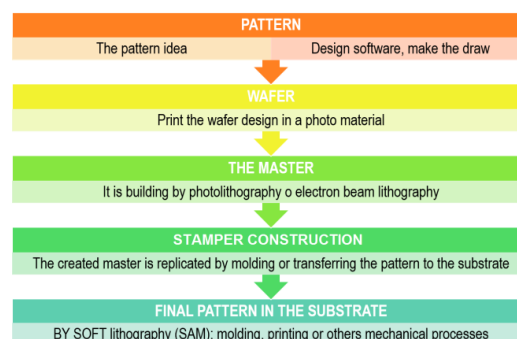 PATTERN
The pattern idea
Design software, make the draw
WAFER
Print the wafer design in a photo material
THE MASTER
It is building by photolithography o electron beam lithography
STAMPER CONSTRUCTION
The created master is replicated by molding or transferring the pattern to the substrate
FINAL PATTERN IN THE SUBSTRATE
BY SOFT lithography (SAM): molding, printing or others mechanical processes